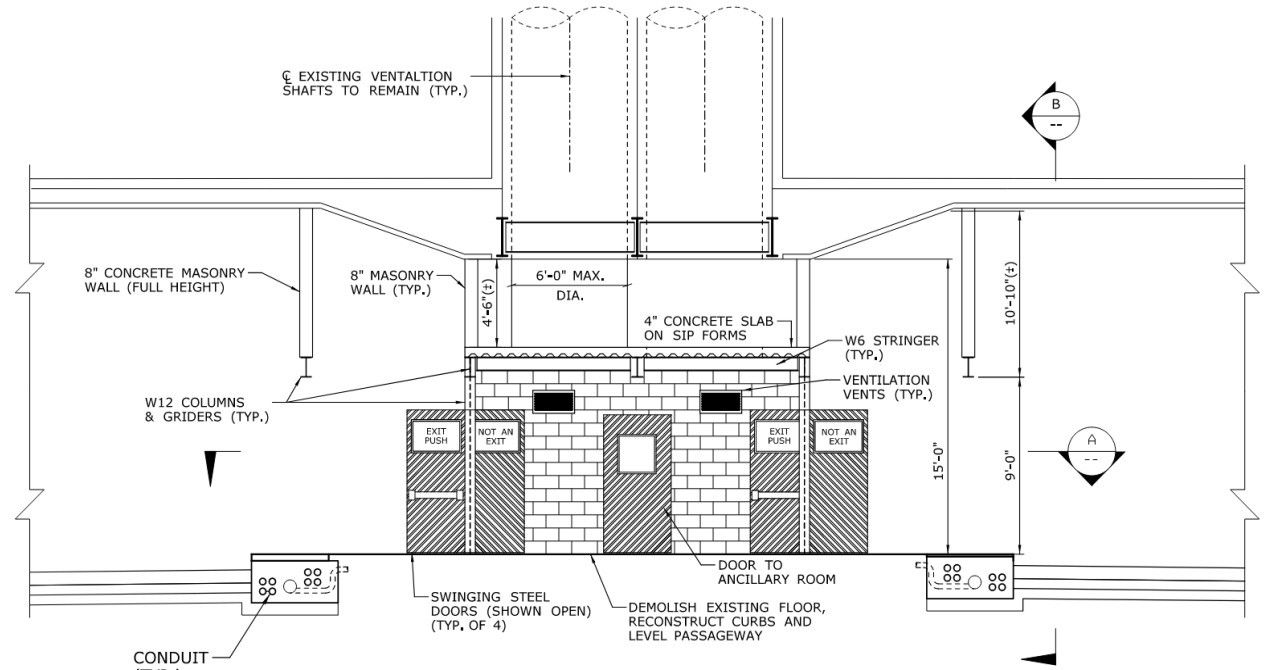 ℄ EXISTING VENTALTION
SHAFTS TO REMAIN (TYP.)
B
--
8" CONCRETE MASONRY
WALL (FULL HEIGHT)
8" MASONRY
WALL (TYP.)
4'-6"(±)
6'-0" MAX.
DIA.
10'-10"(±)
4" CONCRETE SLAB
ON SIP FORMS
W6 STRINGER
(TYP.)
VENTILATION
VENTS (TYP.)
W12 COLUMNS
& GRIDERS (TYP.)
EXIT
PUSH
NOT AN
EXIT
EXIT
PUSH
NOT AN
EXIT
15'-0"
9'-0"
A
--
DOOR TO
ANCILLARY ROOM
SWINGING STEEL
DOORS (SHOWN OPEN)
(TYP. OF 4)
DEMOLISH EXISTING FLOOR,
RECONSTRUCT CURBS AND
LEVEL PASSAGEWAY
CONDUIT